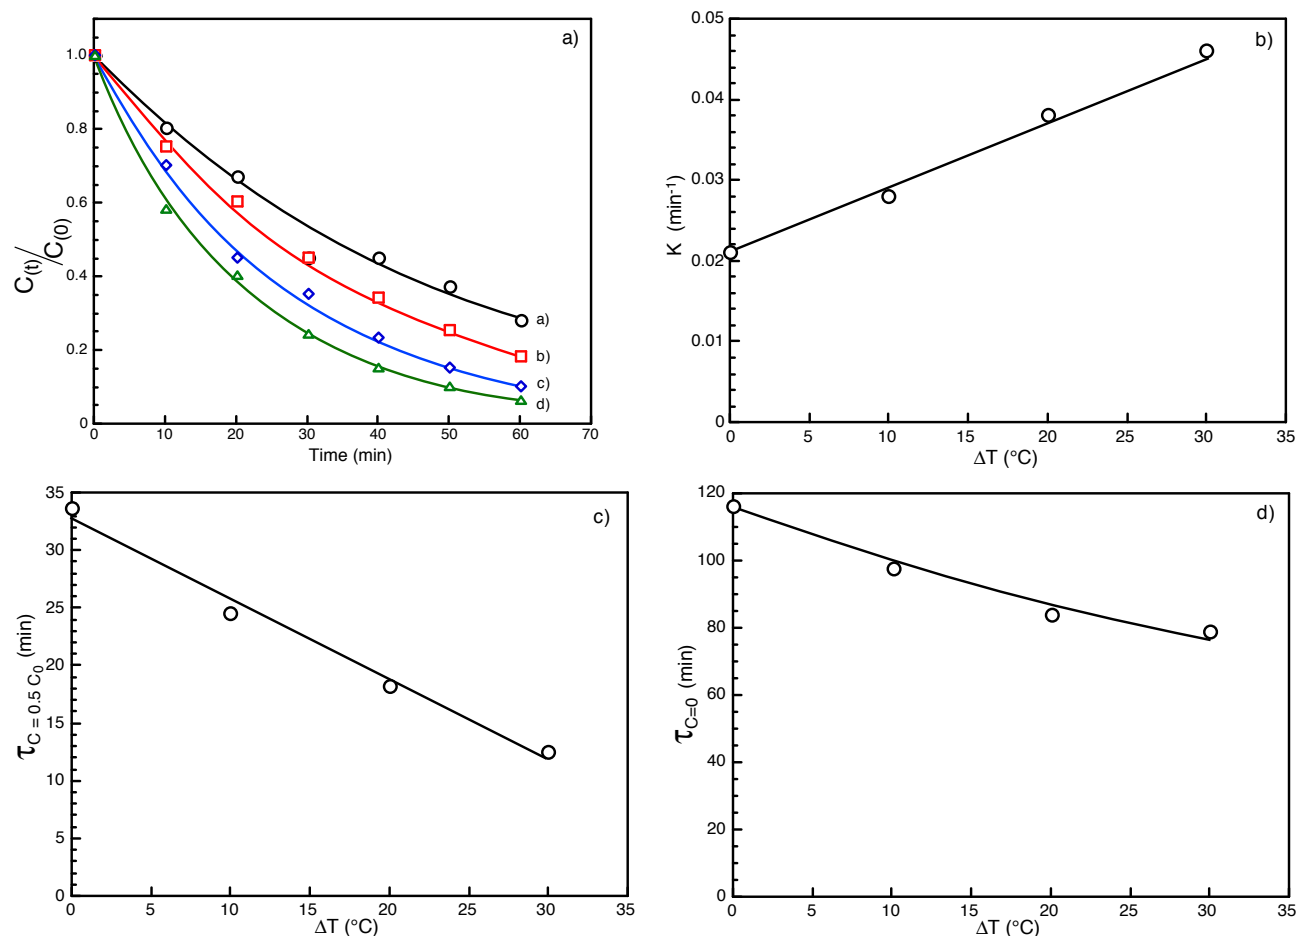 a)
1.0
0.8
0.6
0.4
0.2
0
C(t)/C(0)
a)
b)
c)
d)
0 10 20 30 40 50 60 70
Time (min)
b)
0.05
0.04
0.03
0.02
0.01
0
K (min-1)
0 5 10 15 20 25 30 35
ΔT (°C)
c)
35
30
25
20
15
10
5
0
τC = 0.5 C0 (min)
0 5 10 15 20 25 30 35
ΔT (°C)
d)
120
100
80
60
40
20
0
τC=0 (min)
0 5 10 15 20 25 30 35
ΔT (°C)